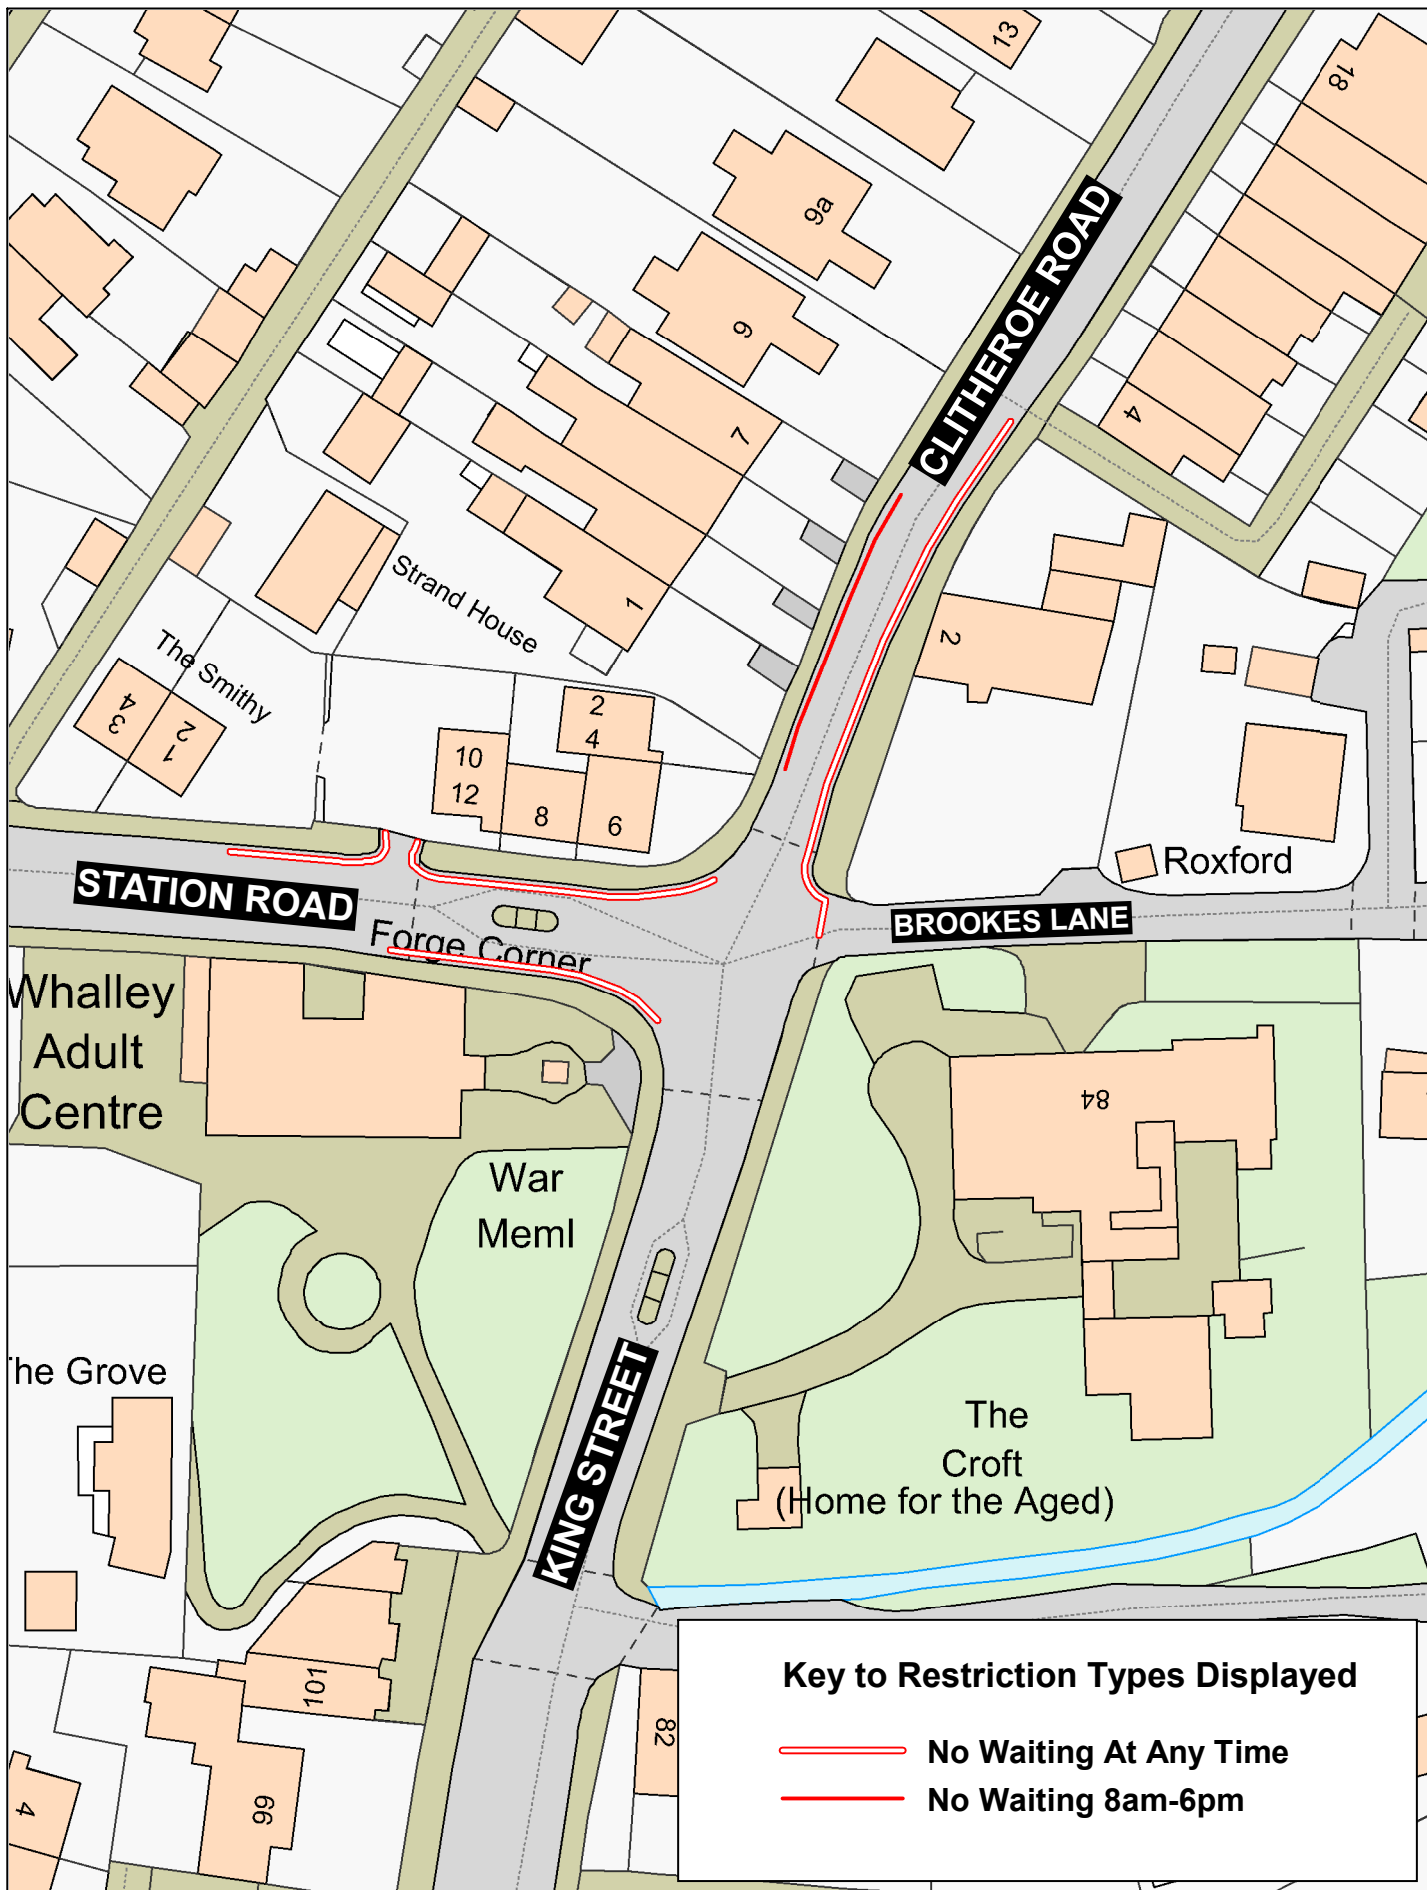 13
18
9a
CLITHEROE ROAD
9
7
4
Strand House
1
2
The Smithy
3 4
1 2
2
4
10
12
8
6
Roxford
STATION ROAD
BROOKES LANE
Forge Corner
Whalley
Adult
Centre
84
War
Meml
The Grove
KING STREET
The
Croft
(Home for the Aged)
101
82
66
4
Key to Restriction Types Displayed
No Waiting At Any Time
No Waiting 8am-6pm